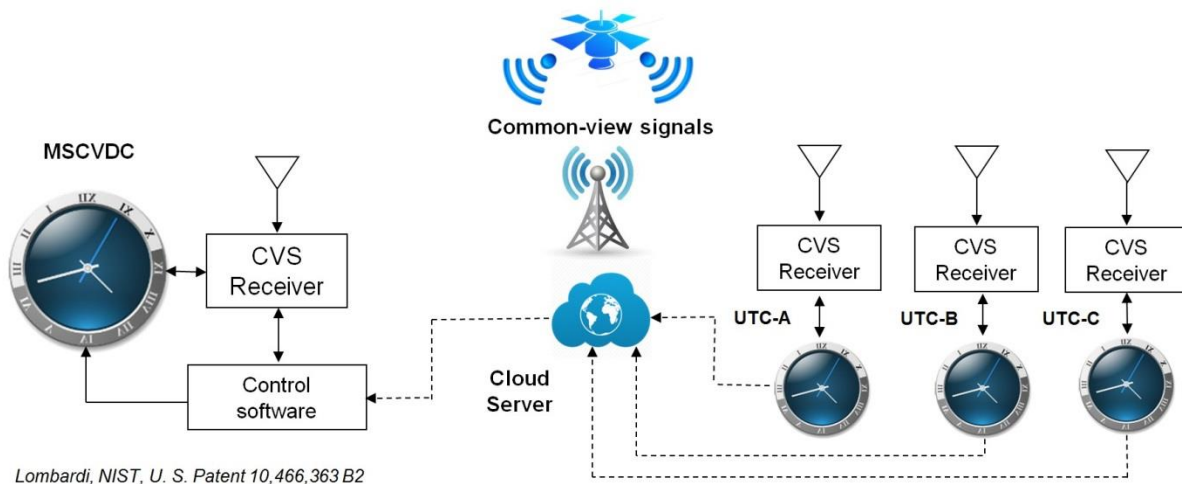 Common-view signals
MSCVDC
CVS
Receiver
Control
software
Cloud
Server
CVS
Receiver
CVS
Receiver
CVS
Receiver
UTC-A
UTC-B
UTC-C
Lombardi, NIST, U. S. Patent 10,466,363 B2